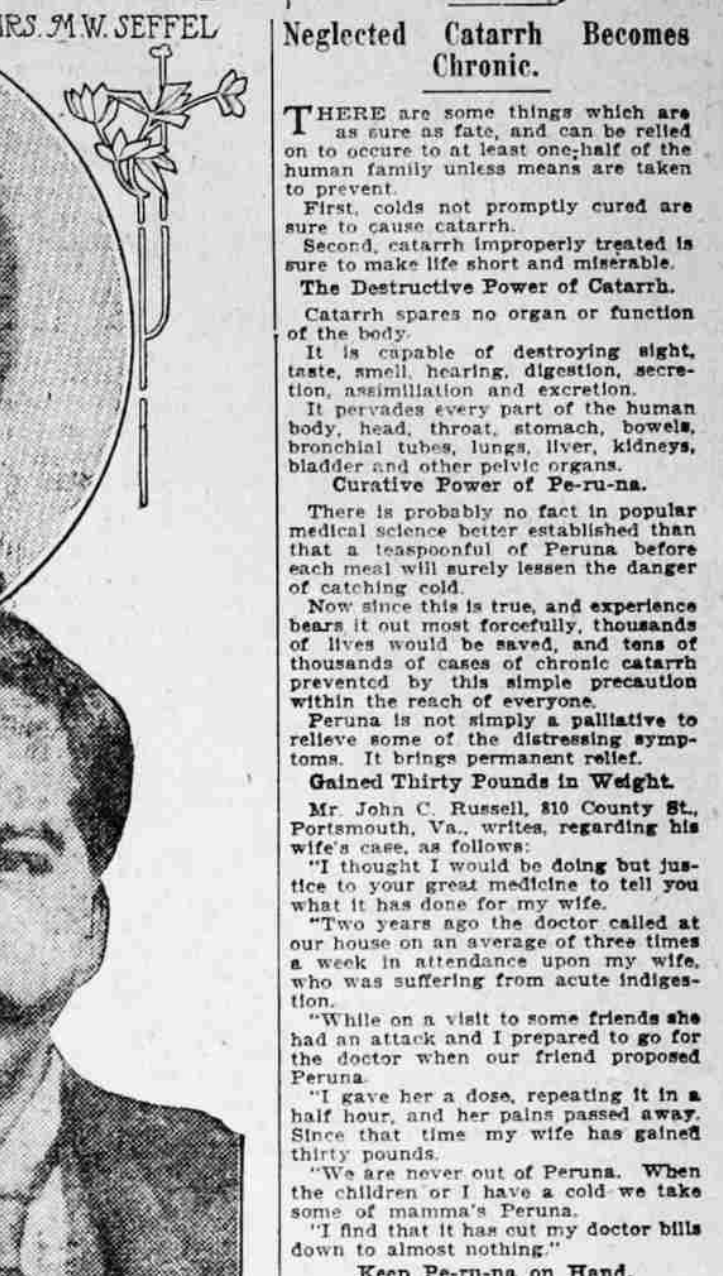 MRS. M.W. SEFFEL
Neglected Catarrh Becomes
Chronic.
THERE are some things which are
as sure as fate, and can be relied
on to occure to at least one-half of the
human family unless means are taken
to prevent.
First, colds not promptly cured are
sure to cause catarrh.
Second, catarrh improperly treated is
sure to make life short and miserable.
The Destructive Power of Catarrh.
Catarrh spares no organ or function
of the body.
It is capable of destroying sight,
taste, smell, hearing, digestion, secre-
tion, assimiliation and excretion.
It pervades every part of the human
body, head, throat, stomach, bowels,
bronchial tubes, lungs, liver, kidneys,
bladder and other pelvic organs.
Curative Power of Pe-ru-na.
There is probably no fact in popular
medical science better established than
that a teaspoonful of Peruna before
each meal will surely lessen the danger
of catching cold.
Now since this is true, and experience
bears it out most forcefully, thousands
of lives would be saved, and tens of
thousands of cases of chronic catarrh
prevented by this simple precaution
within the reach of everyone.
Peruna is not simply a palliative to
relieve some of the distressing symp-
toms. It brings permanent relief.
Gained Thirty Pounds in Weight.
Mr. John C. Russell, 810 County St.,
Portsmouth, Va., writes, regarding his
wife's case, as follows:
"I thought I would be doing but jus-
tice to your great medicine to tell you
what it has done for my wife.
"Two years ago the doctor called at
our house on an average of three times
a week in attendance upon my wife,
who was suffering from acute indiges-
tion.
"While on a visit to some friends she
had an attack and I prepared to go for
the doctor when our friend proposed
Peruna.
"I gave her a dose, repeating it in a
half hour, and her pains passed away.
Since that time my wife has gained
thirty pounds.
"We are never out of Peruna. When
the children or I have a cold we take
some of mamma's Peruna.
"I find that it has cut my doctor bills
down to almost nothing."
Keep Pe-ru-na on Hand.